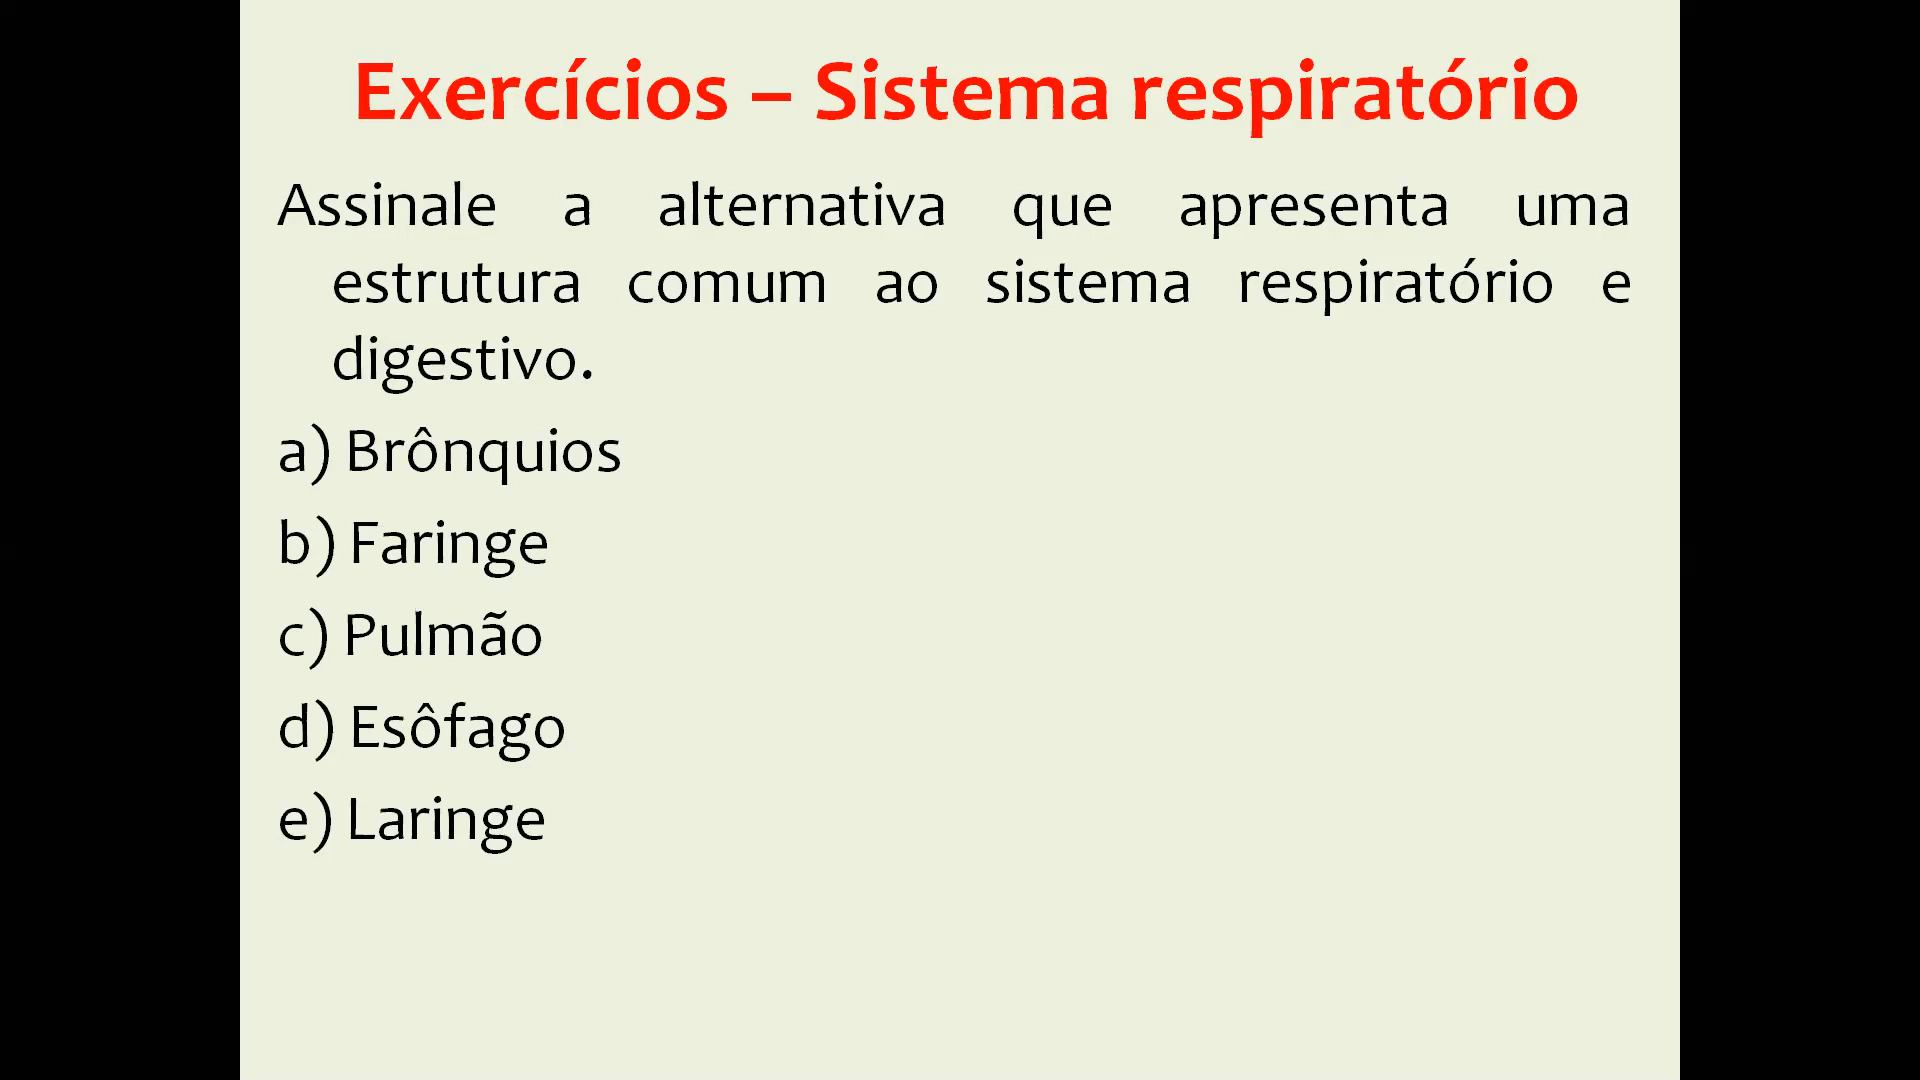 Exercícios – Sistema respiratório
Assinale a alternativa que apresenta uma
estrutura comum ao sistema respiratório e
digestivo.
a) Brônquios
b) Faringe
c) Pulmão
d) Esôfago
e) Laringe